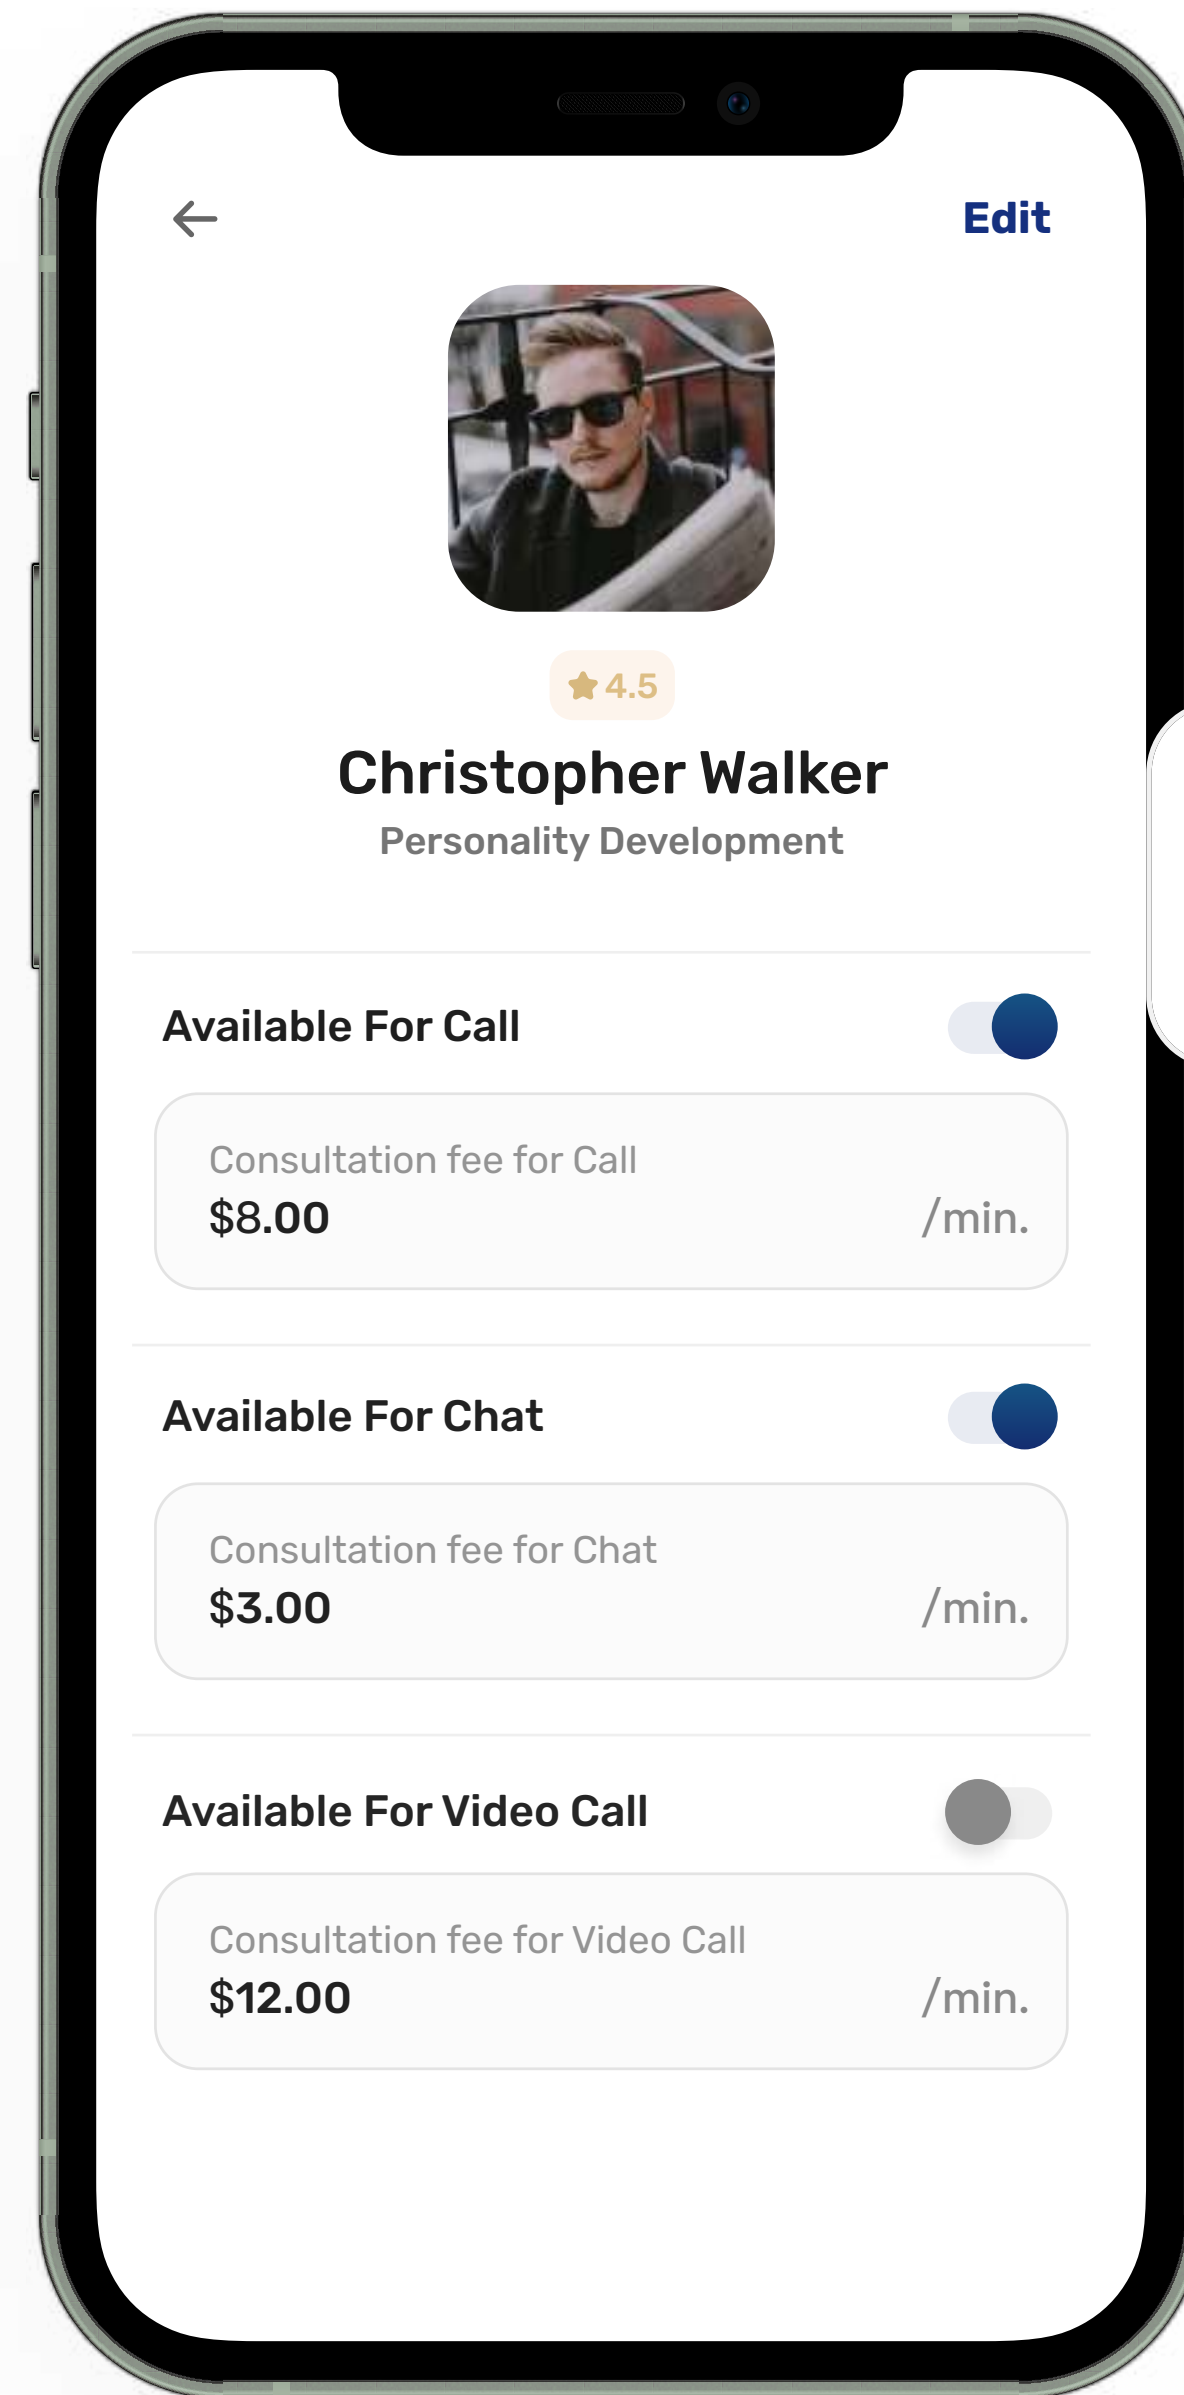 Edit
4.5
Christopher Walker
Personality Development
Available For Call
Consultation fee for Call
$8.00 /min.
Available For Chat
Consultation fee for Chat
$3.00 /min.
Available For Video Call
Consultation fee for Video Call
$12.00 /min.